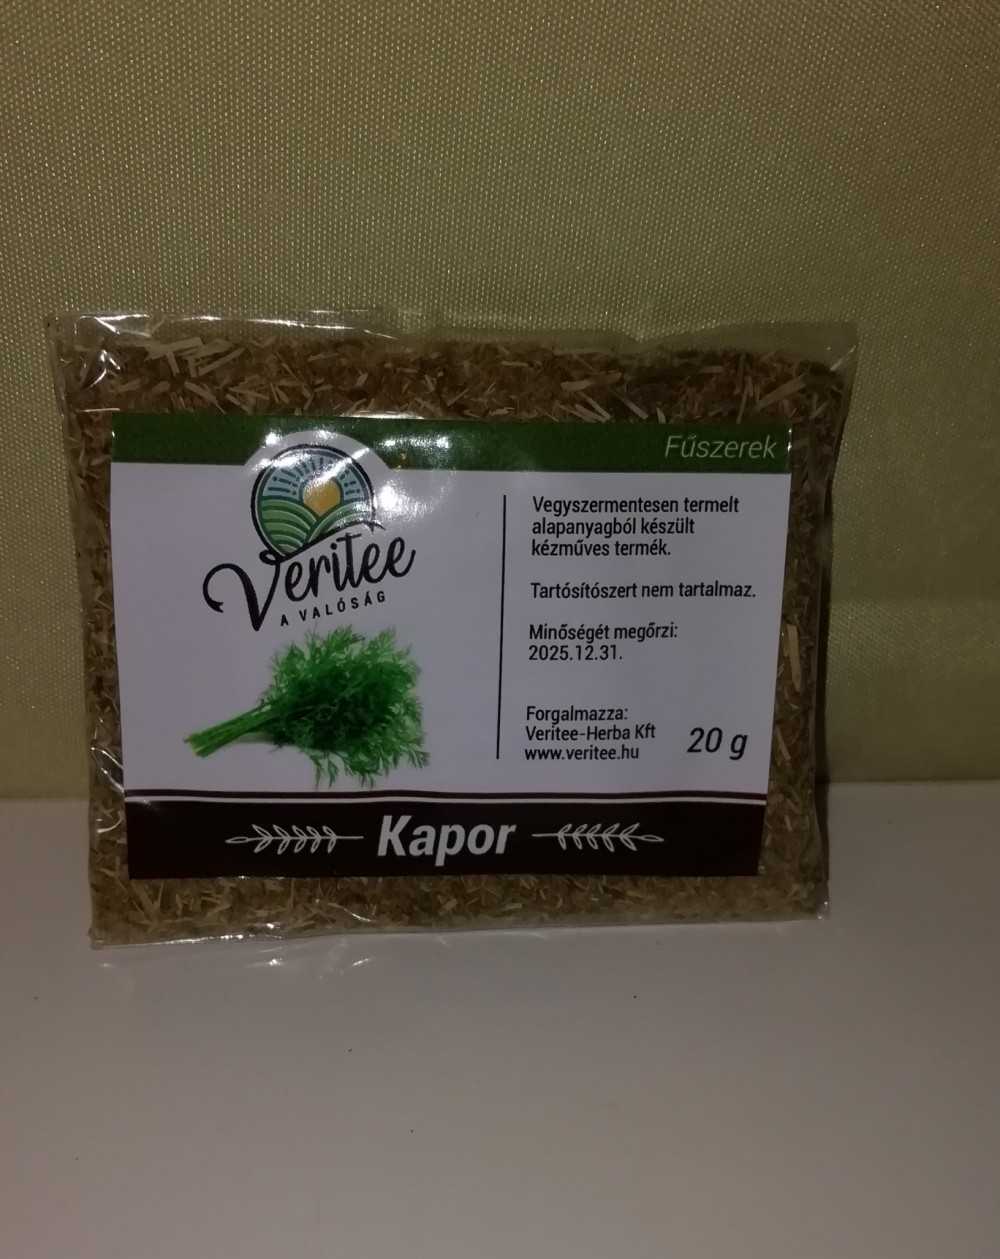 Fűszerek
Veritee
A VALÓSÁG
Vegyszermentesen termelt
alapanyagból készült
kézműves termék.
Tartósítószert nem tartalmaz.
Minőségét megőrzi:
2025.12.31.
Forgalmazza:
Veritee-Herba Kft
www.veritee.hu
20 g
Kapor